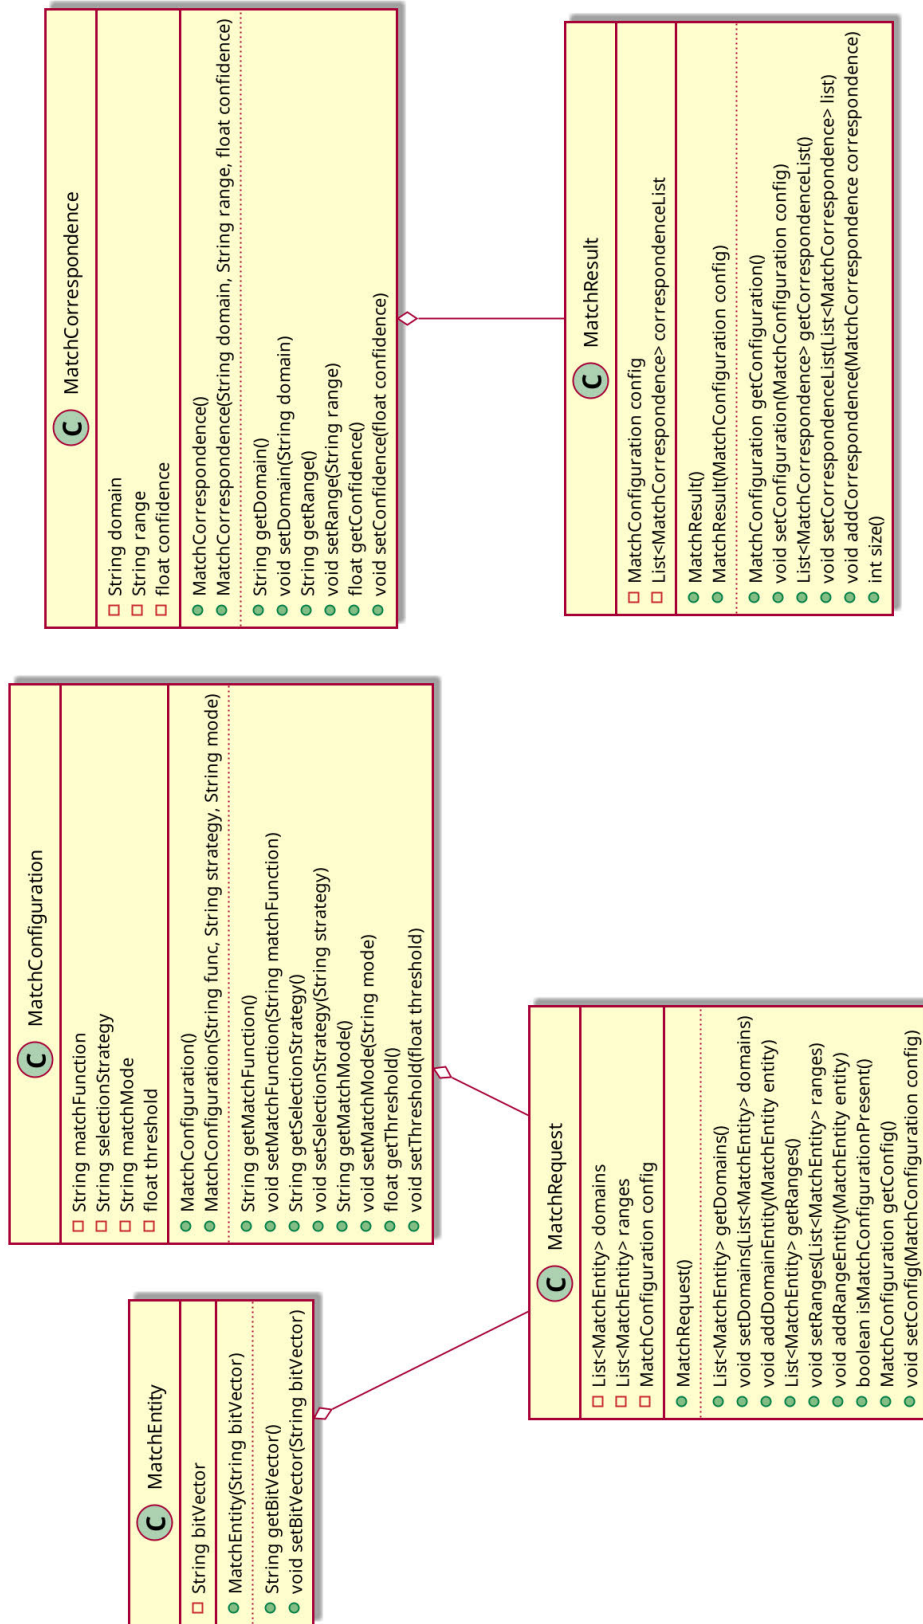 C MatchEntity
String bitVector
MatchEntity(String bitVector)
String getBitVector()
void setBitVector(String bitVector)
C MatchConfiguration
String matchFunction
String selectionStrategy
String matchMode
float threshold
MatchConfiguration()
MatchConfiguration(String func, String strategy, String mode)
String getMatchFunction()
void setMatchFunction(String matchFunction)
String getSelectionStrategy()
void setSelectionStrategy(String strategy)
String getMatchMode()
void setMatchMode(String mode)
float getThreshold()
void setThreshold(float threshold)
C MatchCorrespondence
String domain
String range
float confidence
MatchCorrespondence()
MatchCorrespondence(String domain, String range, float confidence)
String getDomain()
void setDomain(String domain)
String getRange()
void setRange(String range)
float getConfidence()
void setConfidence(float confidence)
C MatchRequest
List<MatchEntity> domains
List<MatchEntity> ranges
MatchConfiguration config
MatchRequest()
List<MatchEntity> getDomains()
void setDomains(List<MatchEntity> domains)
void addDomainEntity(MatchEntity entity)
List<MatchEntity> getRanges()
void setRanges(List<MatchEntity> ranges)
void addRangeEntity(MatchEntity entity)
boolean isMatchConfigurationPresent()
MatchConfiguration getConfig()
void setConfig(MatchConfiguration config)
C MatchResult
MatchConfiguration config
List<MatchCorrespondence> correspondenceList
MatchResult()
MatchResult(MatchConfiguration config)
MatchConfiguration getConfiguration()
void setConfiguration(MatchConfiguration config)
List<MatchCorrespondence> getCorrespondenceList()
void setCorrespondenceList(List<MatchCorrespondence> list)
void addCorrespondence(MatchCorrespondence correspondence)
int size()